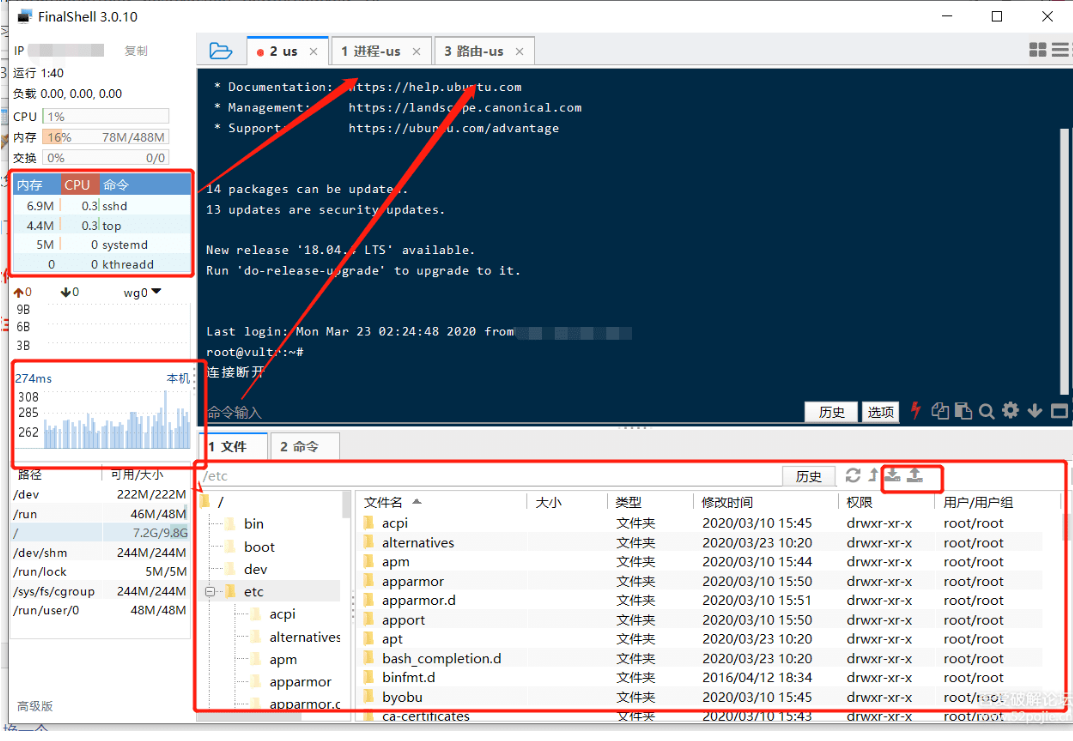 FinalShell 3.0.10
IP 复制
运行 1:40
负载 0.00, 0.00, 0.00
CPU 1%
内存 16% 78M/488M
交换 0% 0/0
内存 CPU 命令
6.9M 0.3 sshd
4.4M 0.3 top
5M 0 systemd
0 0 kthreadd
0 0 wg0
9B
6B
3B
274ms 本机
308
285
262
路径 可用/大小
/dev 222M/222M
/run 46M/48M
/ 7.2G/9.8G
/dev/shm 244M/244M
/run/lock 5M/5M
/sys/fs/cgroup 244M/244M
/run/user/0 48M/48M
高级版
2 us
1 进程-us
3 路由-us
* Documentation: https://help.ubuntu.com
* Management: https://landscape.canonical.com
* Support: https://ubuntu.com/advantage
14 packages can be updated.
13 updates are security updates.
New release '18.04.4 LTS' available.
Run 'do-release-upgrade' to upgrade to it.
Last login: Mon Mar 23 02:24:48 2020 from
root@vultr:~#
连接断开
命令输入 历史 选项
1 文件 2 命令
/etc 历史
/
bin
boot
dev
etc
acpi
alternatives
apm
apparmor
apparmor.c
文件名 大小 类型 修改时间 权限 用户/用户组
acpi 文件夹 2020/03/10 15:45 drwxr-xr-x root/root
alternatives 文件夹 2020/03/23 10:20 drwxr-xr-x root/root
apm 文件夹 2020/03/10 15:44 drwxr-xr-x root/root
apparmor 文件夹 2020/03/10 15:50 drwxr-xr-x root/root
apparmor.d 文件夹 2020/03/10 15:51 drwxr-xr-x root/root
apport 文件夹 2020/03/10 15:50 drwxr-xr-x root/root
apt 文件夹 2020/03/23 10:20 drwxr-xr-x root/root
bash_completion.d 文件夹 2020/03/23 10:20 drwxr-xr-x root/root
binfmt.d 文件夹 2016/04/12 18:34 drwxr-xr-x root/root
byobu 文件夹 2020/03/10 15:45 drwxr-xr-x root/root
ca-certificates 文件夹 2020/03/10 15:43 drwxr-xr-x root/root